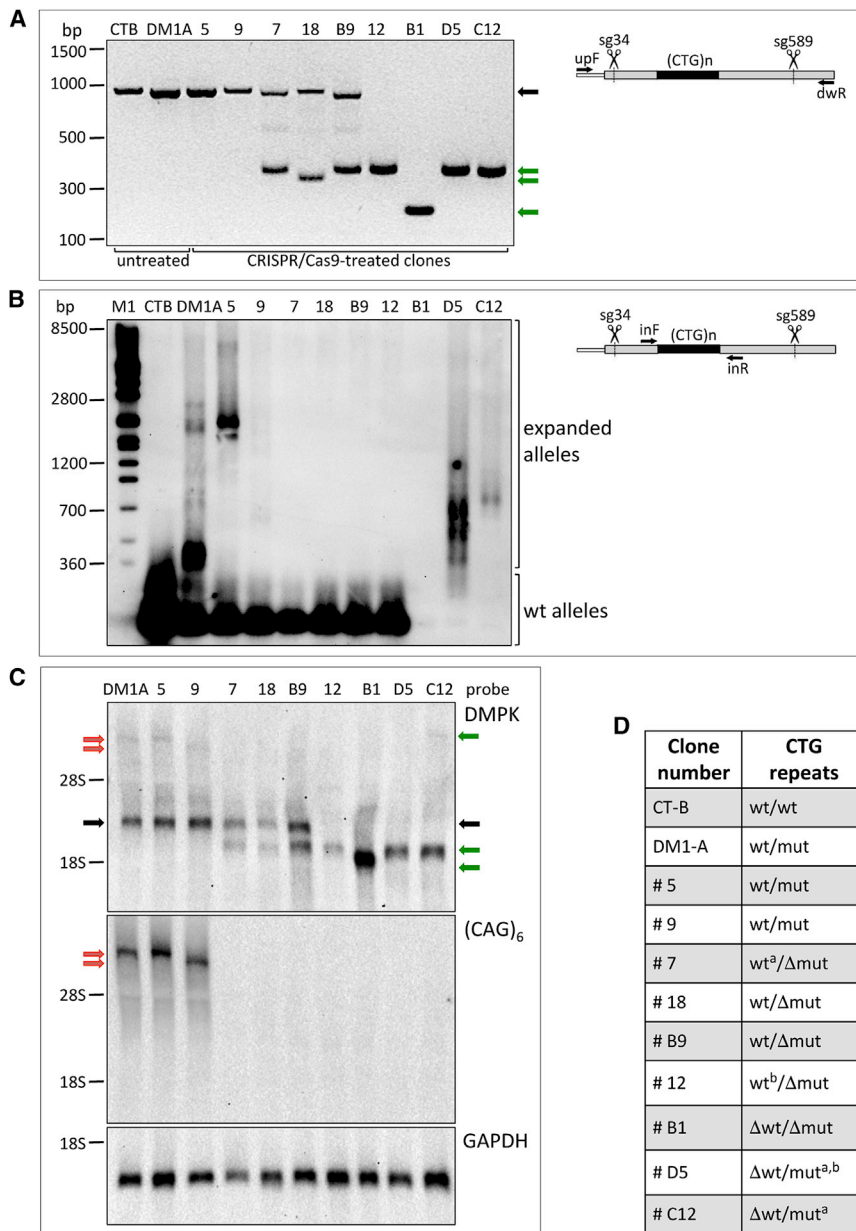 A
bp CTB DM1A 5 9 7 18 B9 12 B1 D5 C12
1500
1000
500
300
100
untreated CRISPR/Cas9-treated clones
sg34 sg589
upF (CTG)n
dwR
B
bp M1 CTB DM1A 5 9 7 18 B9 12 B1 D5 C12
8500
2800
1200
700
360
expanded
alleles
wt alleles
sg34 sg589
inF (CTG)n
inR
C
DM1A 5 9 7 18 B9 12 B1 D5 C12 probe
DMPK
28S
18S
(CAG)6
28S
18S
18S
GAPDH
D
Clone number CTG repeats
CT-B wt/wt
DM1-A wt/mut
# 5 wt/mut
# 9 wt/mut
# 7 wtᵃ/Δmut
# 18 wt/Δmut
# B9 wt/Δmut
# 12 wtᵇ/Δmut
# B1 Δwt/Δmut
# D5 Δwt/mutᵃ,ᵇ
# C12 Δwt/mutᵃ